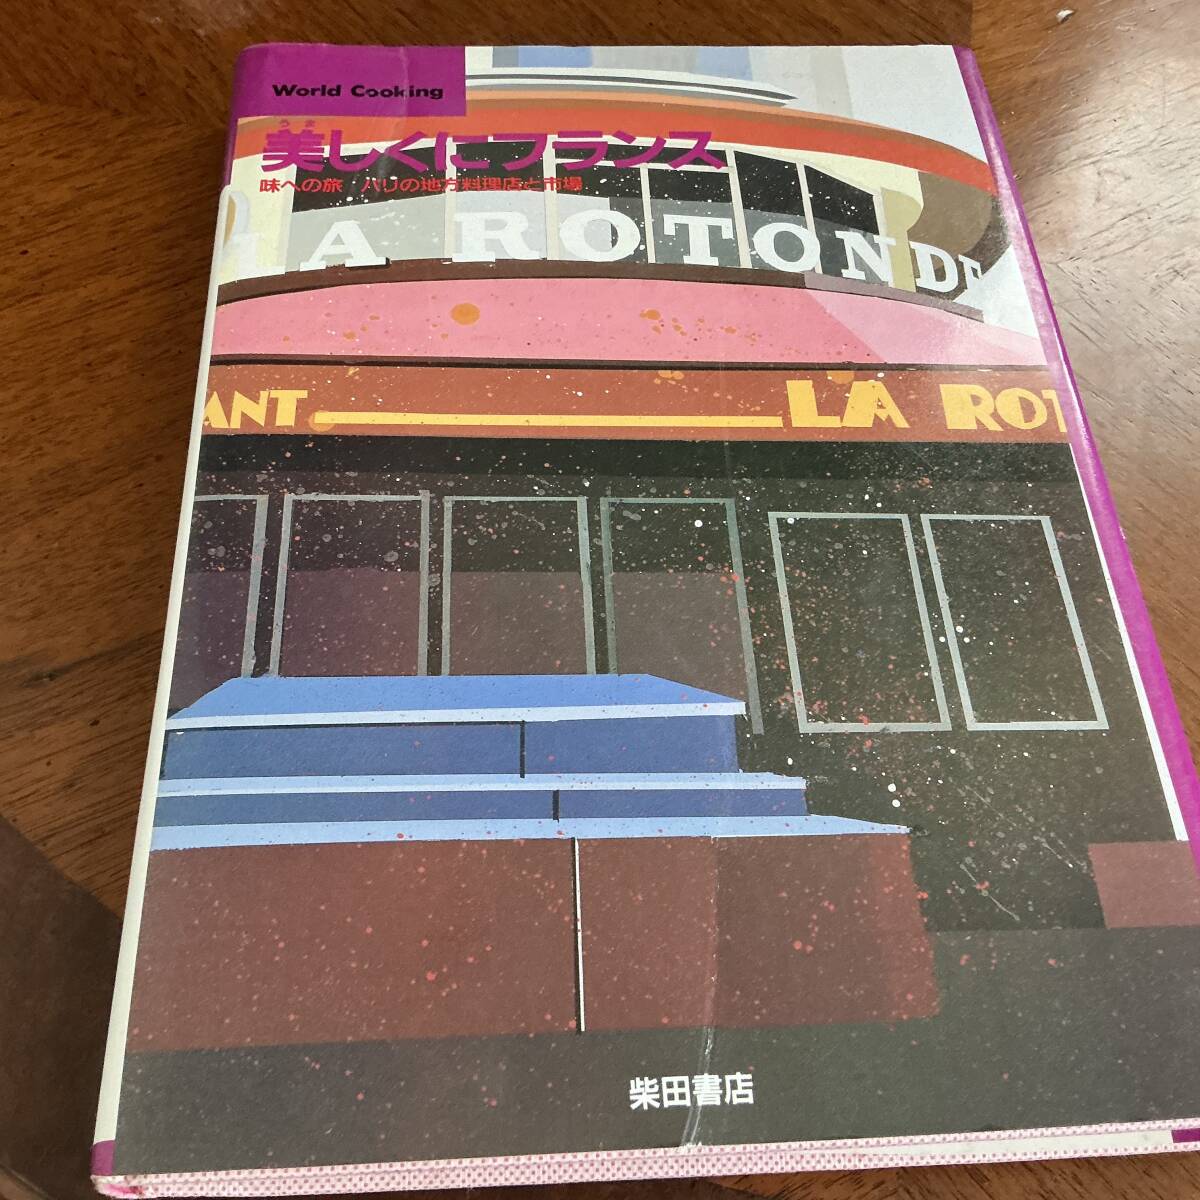 World Cooking
うま
美しくにフランス
味への旅 パリの地方料理店と市場
LA ROTONDE
ANT
LA ROT
柴田書店